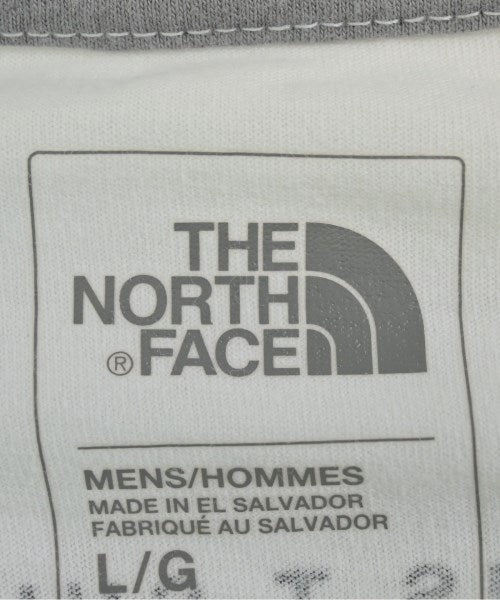 THE
NORTH
® FACE
MENS/HOMMES
MADE IN EL SALVADOR
FABRIQUÉ AU SALVADOR
L/G